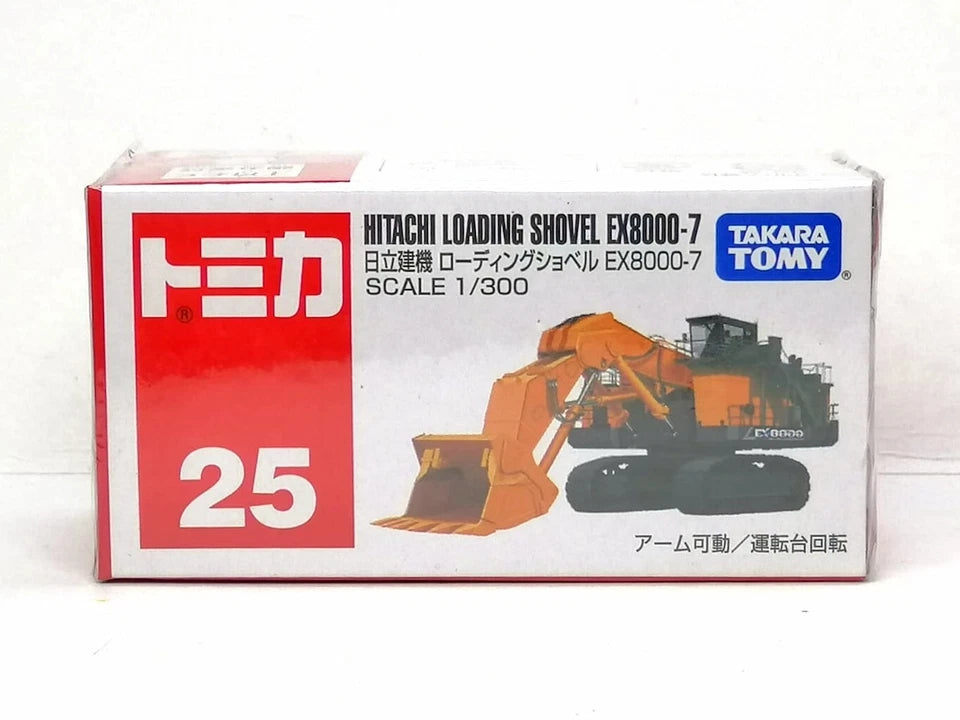 トミカ
®
25
HITACHI LOADING SHOVEL EX8000-7
日立建機 ローディングショベル EX8000-7
SCALE 1/300
TAKARA
TOMY
®
EX8000
アーム可動/運転台回転